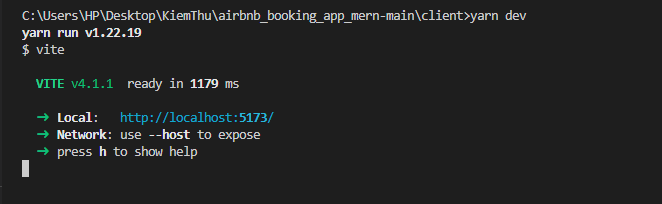 C:\Users\HP\Desktop\KiemThu\airbnb_booking_app_mern-main\client>yarn dev
yarn run v1.22.19
$ vite
VITE v4.1.1  ready in 1179 ms
➜ Local:   http://localhost:5173/
➜ Network: use --host to expose
➜ press h to show help